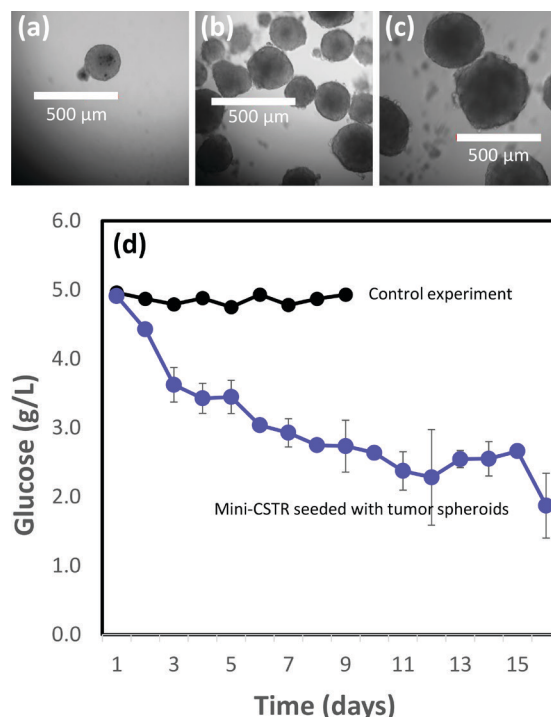 (a)
(b)
(c)
500 µm
500 µm
500 µm
(d)
6.0
5.0
4.0
3.0
2.0
1.0
0.0
Glucose (g/L)
Control experiment
Mini-CSTR seeded with tumor spheroids
1 3 5 7 9 11 13 15
Time (days)